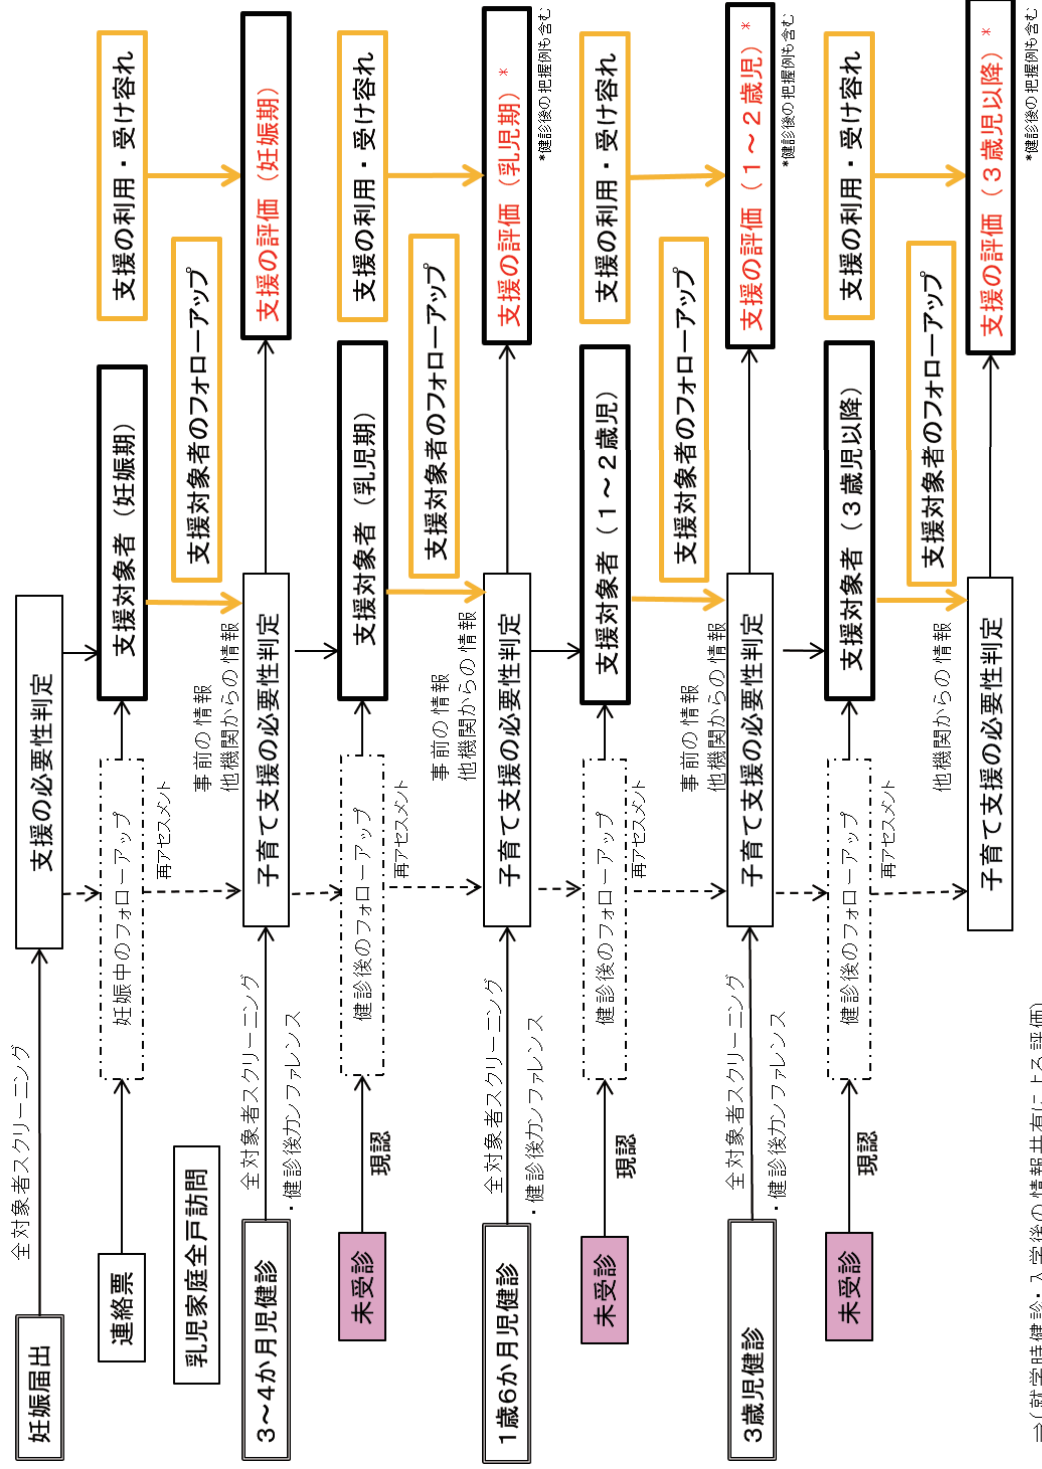 妊娠届出
全対象者スクリーニング
支援の必要性判定
連絡票
妊娠中のフォローアップ
支援対象者（妊娠期）
支援の利用・受け容れ
再アセスメント
乳児家庭全戸訪問
事前の情報
他機関からの情報
支援対象者のフォローアップ
3～4か月児健診
全対象者スクリーニング
・健診後カンファレンス
子育て支援の必要性判定
支援の評価（妊娠期）
未受診
現認
健診後のフォローアップ
支援対象者（乳児期）
支援の利用・受け容れ
再アセスメント
事前の情報
他機関からの情報
支援対象者のフォローアップ
1歳6か月児健診
全対象者スクリーニング
・健診後カンファレンス
子育て支援の必要性判定
支援の評価（乳児期）*
*健診後の把握例も含む
未受診
現認
健診後のフォローアップ
支援対象者（１～２歳児）
支援の利用・受け容れ
再アセスメント
事前の情報
他機関からの情報
支援対象者のフォローアップ
3歳児健診
全対象者スクリーニング
・健診後カンファレンス
子育て支援の必要性判定
支援の評価（１～２歳児）*
*健診後の把握例も含む
未受診
現認
健診後のフォローアップ
支援対象者（３歳児以降）
支援の利用・受け容れ
再アセスメント
他機関からの情報
支援対象者のフォローアップ
子育て支援の必要性判定
支援の評価（３歳児以降）*
*健診後の把握例も含む
⇒（就学時健診・入学後の情報共有による評価）